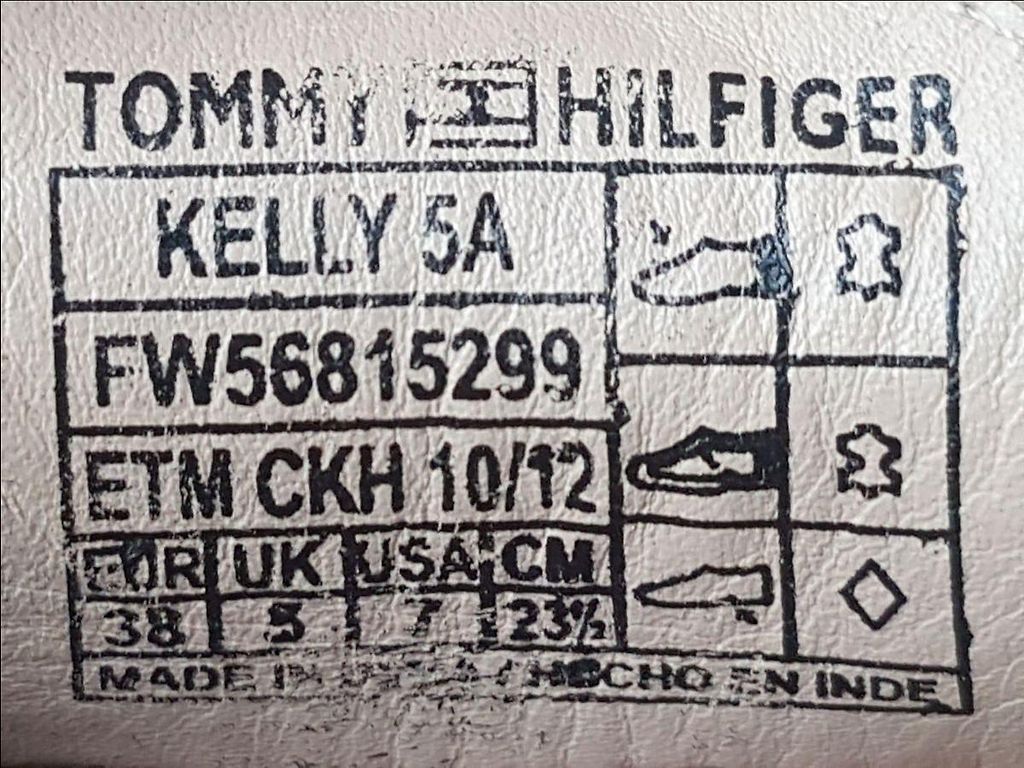 TOMMY HILFIGER
KELLY 5A
FW56815299
ETM CKH 10/12
EUR UK USA CM
38 5 7 23½
MADE IN / HECHO EN INDE